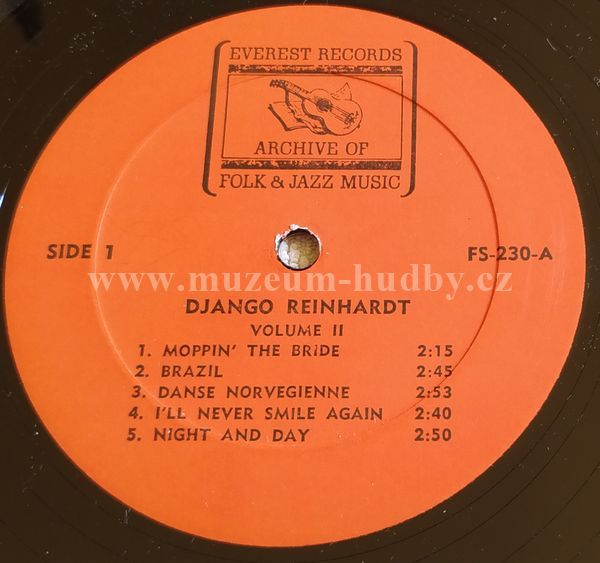 EVEREST RECORDS
ARCHIVE OF
FOLK & JAZZ MUSIC
SIDE 1
FS-230-A
www.muzeum-hudby.cz
DJANGO REINHARDT
VOLUME II
1. MOPPIN' THE BRIDE 2:15
2. BRAZIL 2:45
3. DANSE NORVEGIENNE 2:53
4. I'LL NEVER SMILE AGAIN 2:40
5. NIGHT AND DAY 2:50